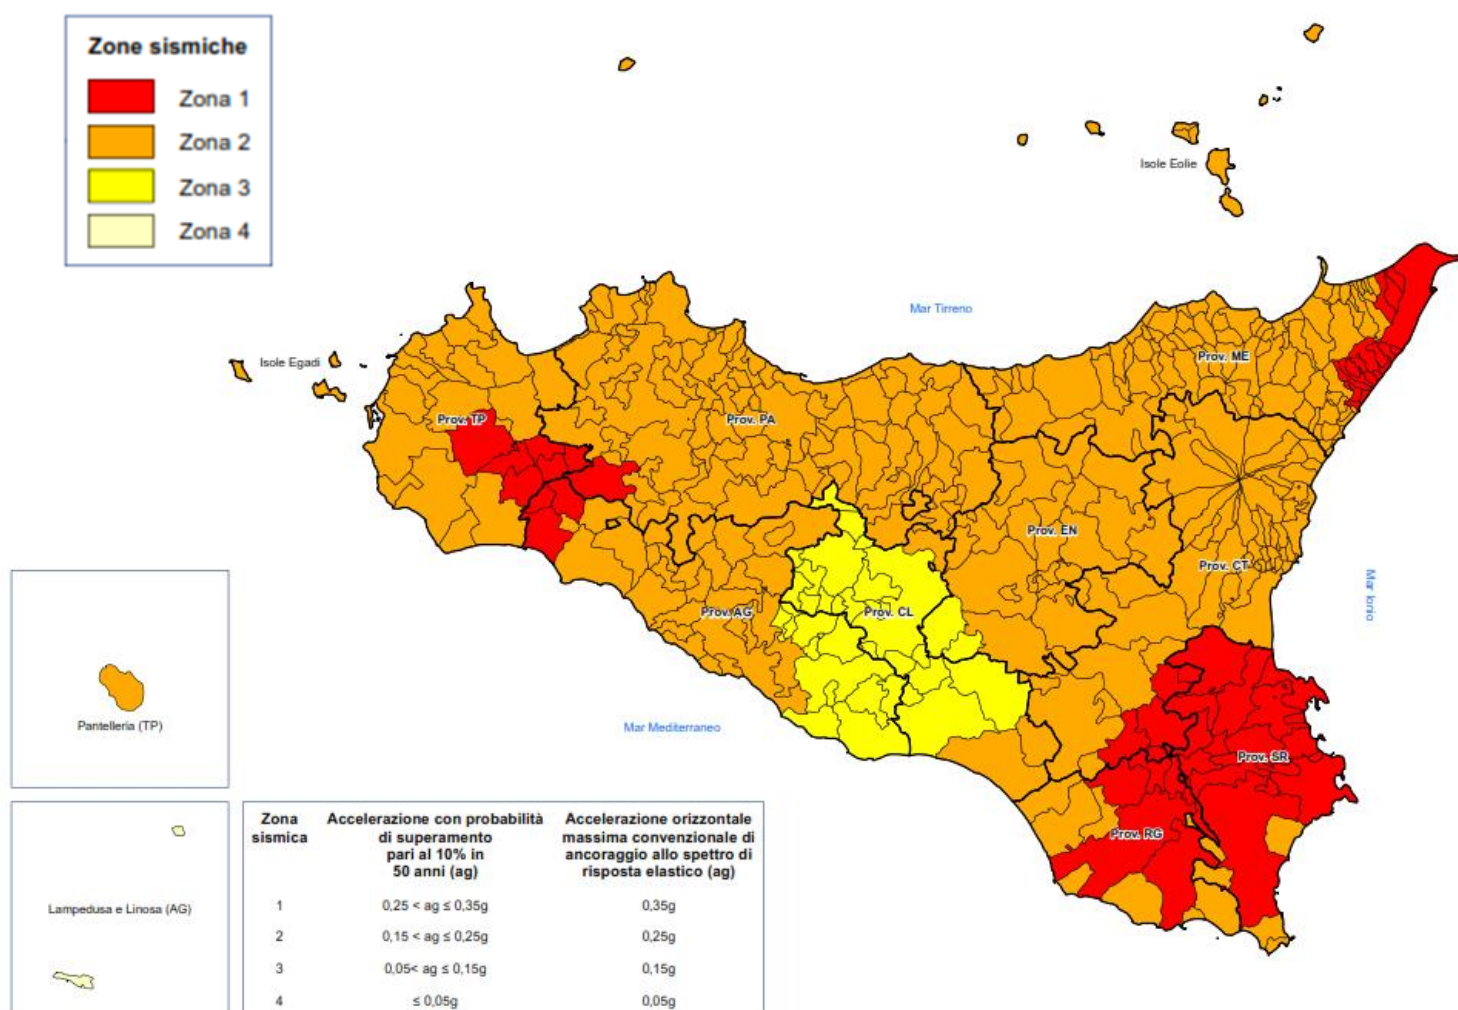 Zone sismiche
Zona 1
Zona 2
Zona 3
Zona 4
Isole Eolie
Mar Tirreno
Isole Egadi
Prov. ME
Prov. TP
Prov. PA
Prov. EN
Prov. CT
Mar Ionio
Prov. AG
Prov. CL
Mar Mediterraneo
Pantelleria (TP)
Prov. SR
Prov. RG
Lampedusa e Linosa (AG)
Zona sismica
Accelerazione con probabilità
di superamento
pari al 10% in
50 anni (ag)
Accelerazione orizzontale
massima convenzionale di
ancoraggio allo spettro di
risposta elastico (ag)
1 0,25 < ag ≤ 0,35g 0,35g
2 0,15 < ag ≤ 0,25g 0,25g
3 0,05< ag ≤ 0,15g 0,15g
4 ≤ 0,05g 0,05g